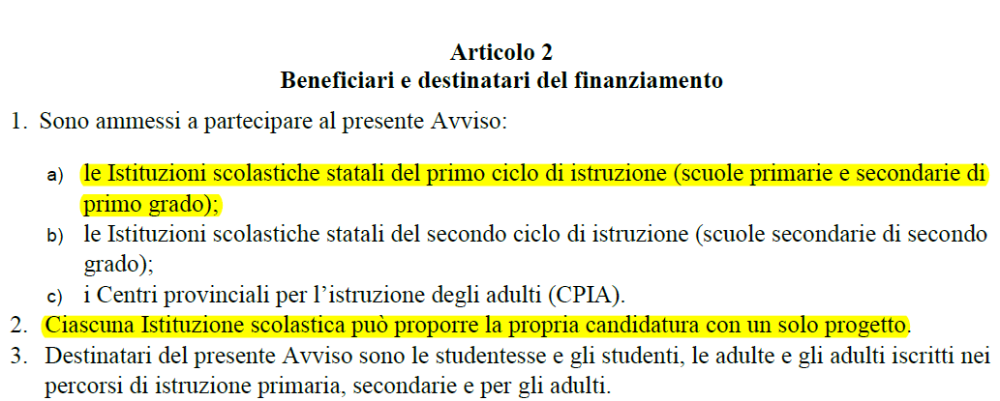 Articolo 2
Beneficiari e destinatari del finanziamento
1. Sono ammessi a partecipare al presente Avviso:
a) le Istituzioni scolastiche statali del primo ciclo di istruzione (scuole primarie e secondarie di
primo grado);
b) le Istituzioni scolastiche statali del secondo ciclo di istruzione (scuole secondarie di secondo
grado);
c) i Centri provinciali per l’istruzione degli adulti (CPIA).
2. Ciascuna Istituzione scolastica può proporre la propria candidatura con un solo progetto.
3. Destinatari del presente Avviso sono le studentesse e gli studenti, le adulte e gli adulti iscritti nei
percorsi di istruzione primaria, secondarie e per gli adulti.